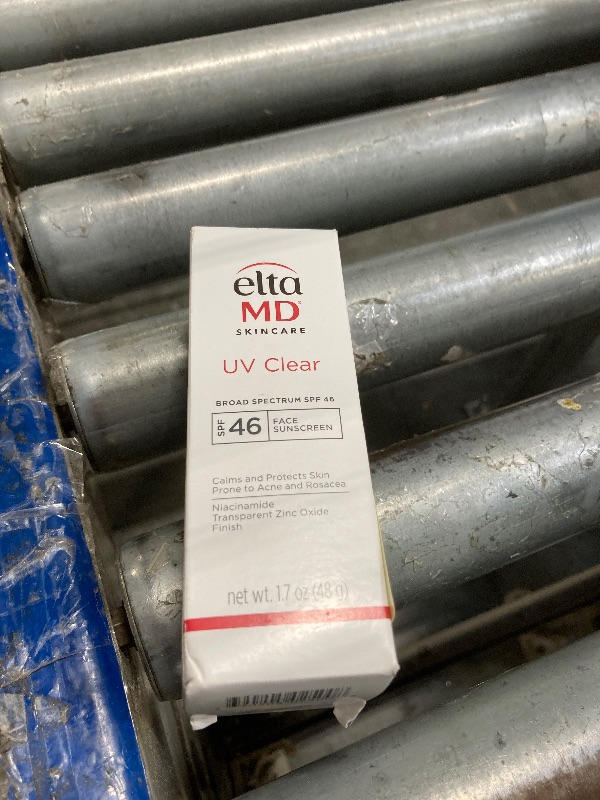 elta
MD
SKINCARE
UV Clear
BROAD SPECTRUM SPF 46
SPF 46 FACE
SUNSCREEN
Calms and Protects Skin
Prone to Acne and Rosacea
Niacinamide
Transparent Zinc Oxide
Finish
net wt. 1.7 oz (48 g)